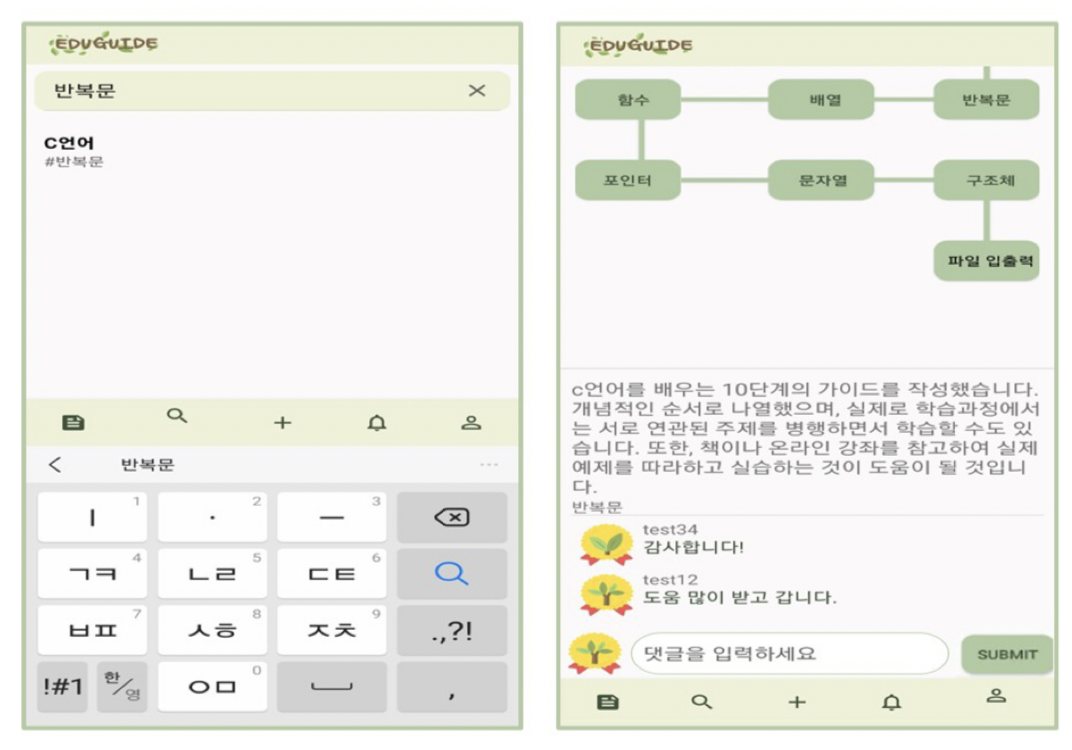 EDUGUIDE
반복문
C언어
#반복문
반복문
ㅣ 1
· 2
ㅡ 3
ㄱㅋ 4
ㄴㄹ 5
ㄷㅌ 6
ㅂㅍ 7
ㅅㅎ 8
ㅈㅊ 9
.,?!
!#1
한/영
ㅇㅁ 0
,
EDUGUIDE
함수 배열 반복문
포인터 문자열 구조체
파일 입출력
c언어를 배우는 10단계의 가이드를 작성했습니다.
개념적인 순서로 나열했으며, 실제로 학습과정에서
는 서로 연관된 주제를 병행하면서 학습할 수도 있
습니다. 또한, 책이나 온라인 강좌를 참고하여 실제
예제를 따라하고 실습하는 것이 도움이 될 것입니
다.
반복문
test34
감사합니다!
test12
도움 많이 받고 갑니다.
댓글을 입력하세요 SUBMIT